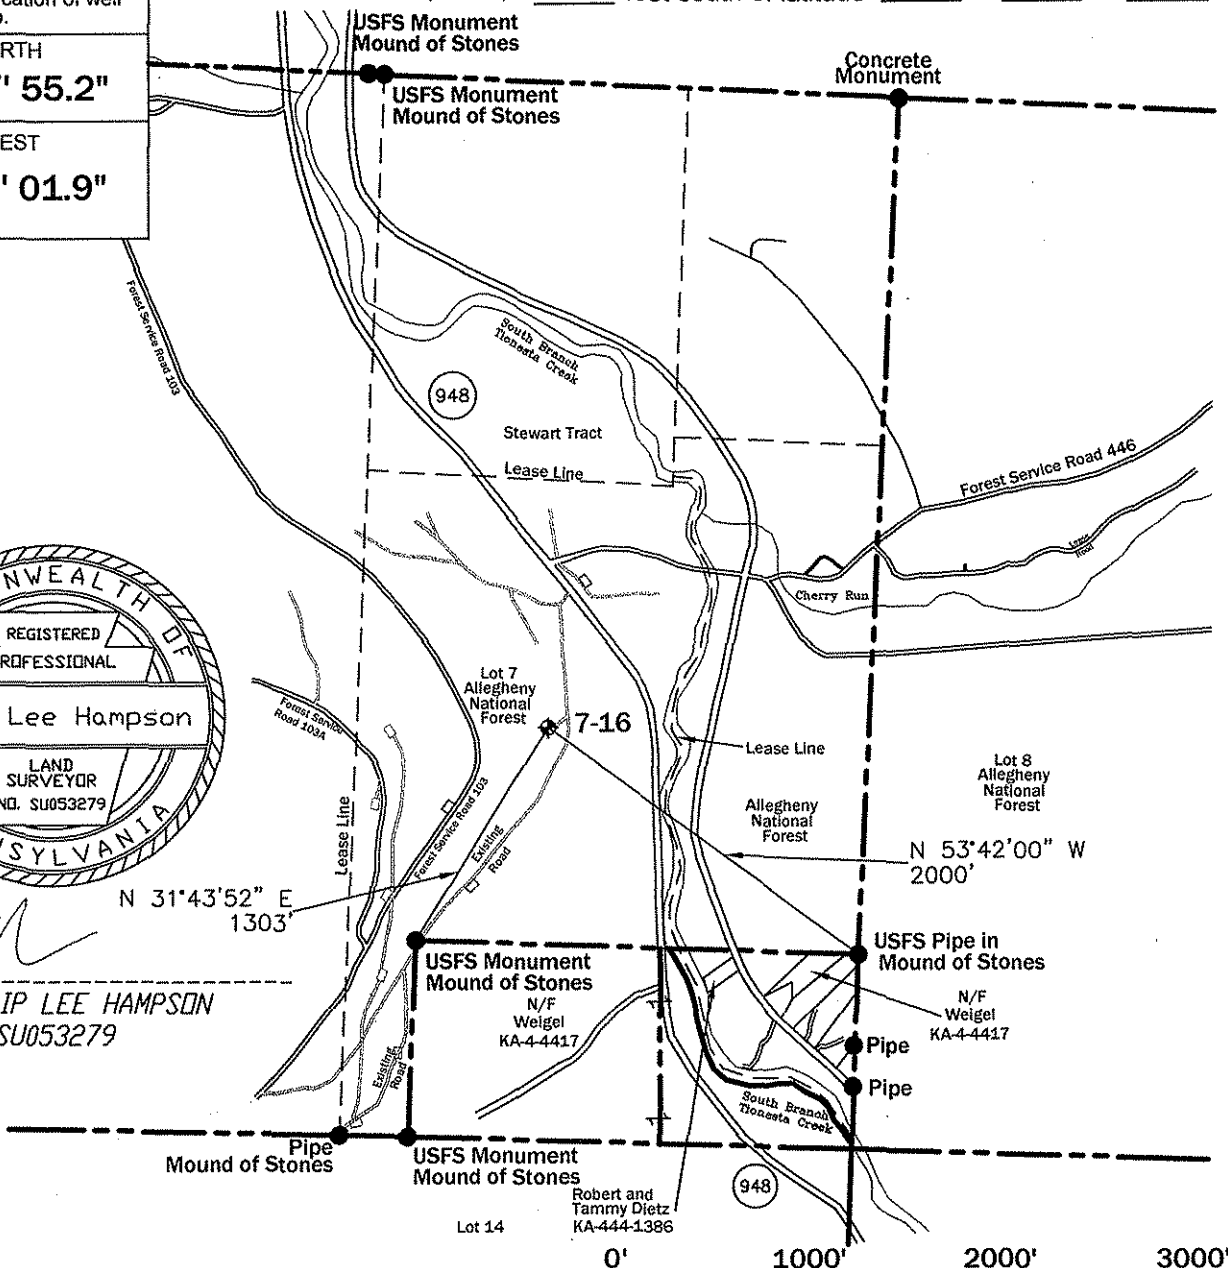 9.
RTH
' 55.2"
EST
' 01.9"
USFS Monument
Mound of Stones
USFS Monument
Mound of Stones
Concrete
Monument
Forest Service Road 103
South Branch
Tionesta Creek
948
Stewart Tract
Lease Line
Forest Service Road 446
Cherry Run
NWEALTH OF
REGISTERED
ROFESSIONAL
Lee Hampson
LAND
SURVEYOR
NO. SU053279
NSYLVANIA
Lot 7
Allegheny
National
Forest
7-16
Forest Service
Road 103A
Lease Line
Lease Line
Lot 8
Allegheny
National
Forest
Allegheny
National
Forest
Forest Service Road 103
Existing
Road
N 53°42'00" W
2000'
N 31°43'52" E
1303'
USFS Monument
Mound of Stones
USFS Pipe in
Mound of Stones
N/F
Weigel
KA-4-4417
N/F
Weigel
KA-4-4417
IP LEE HAMPSON
SU053279
Pipe
Pipe
Existing
Road
South Branch
Tionesta Creek
Pipe
Mound of Stones
USFS Monument
Mound of Stones
948
Robert and
Tammy Dietz
KA-444-1386
Lot 14
0' 1000' 2000' 3000'